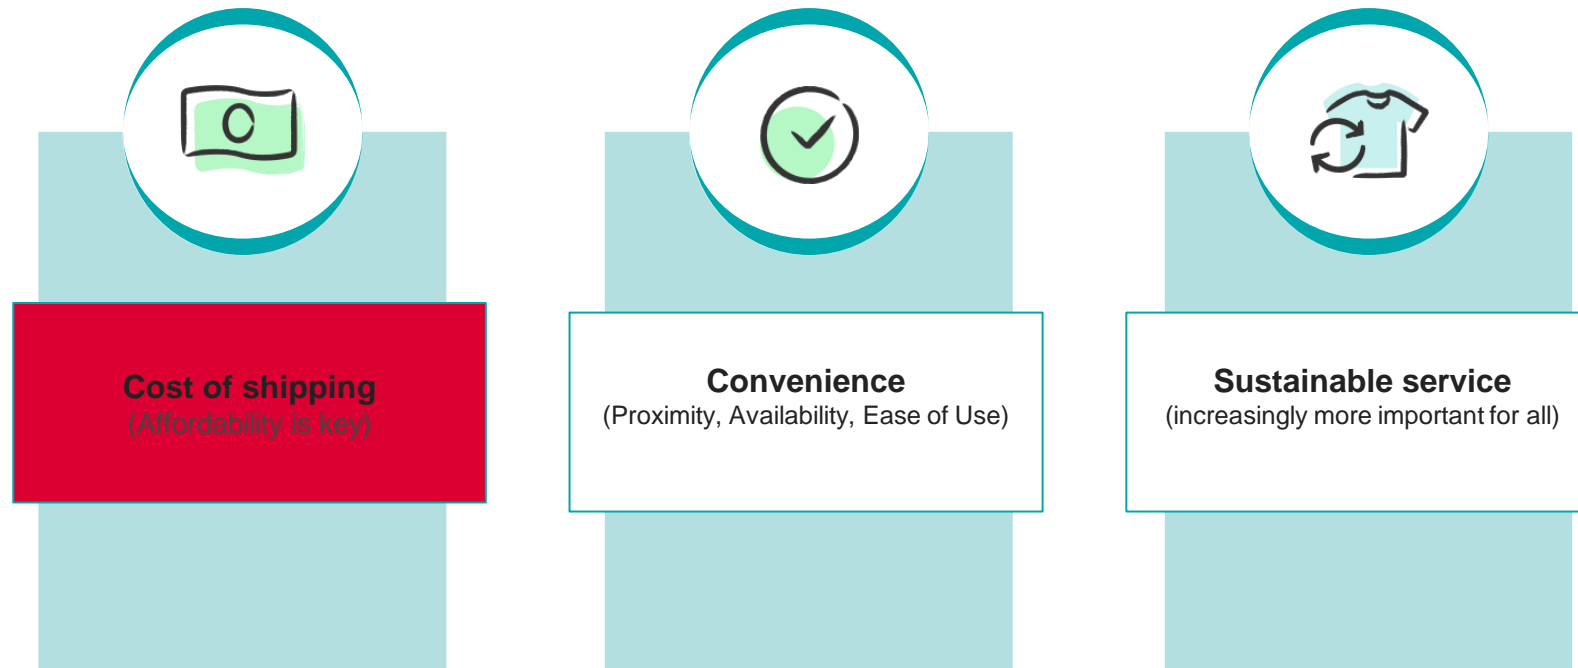 Cost of shipping
(Affordability is key)
Convenience
(Proximity, Availability, Ease of Use)
Sustainable service
(increasingly more important for all)